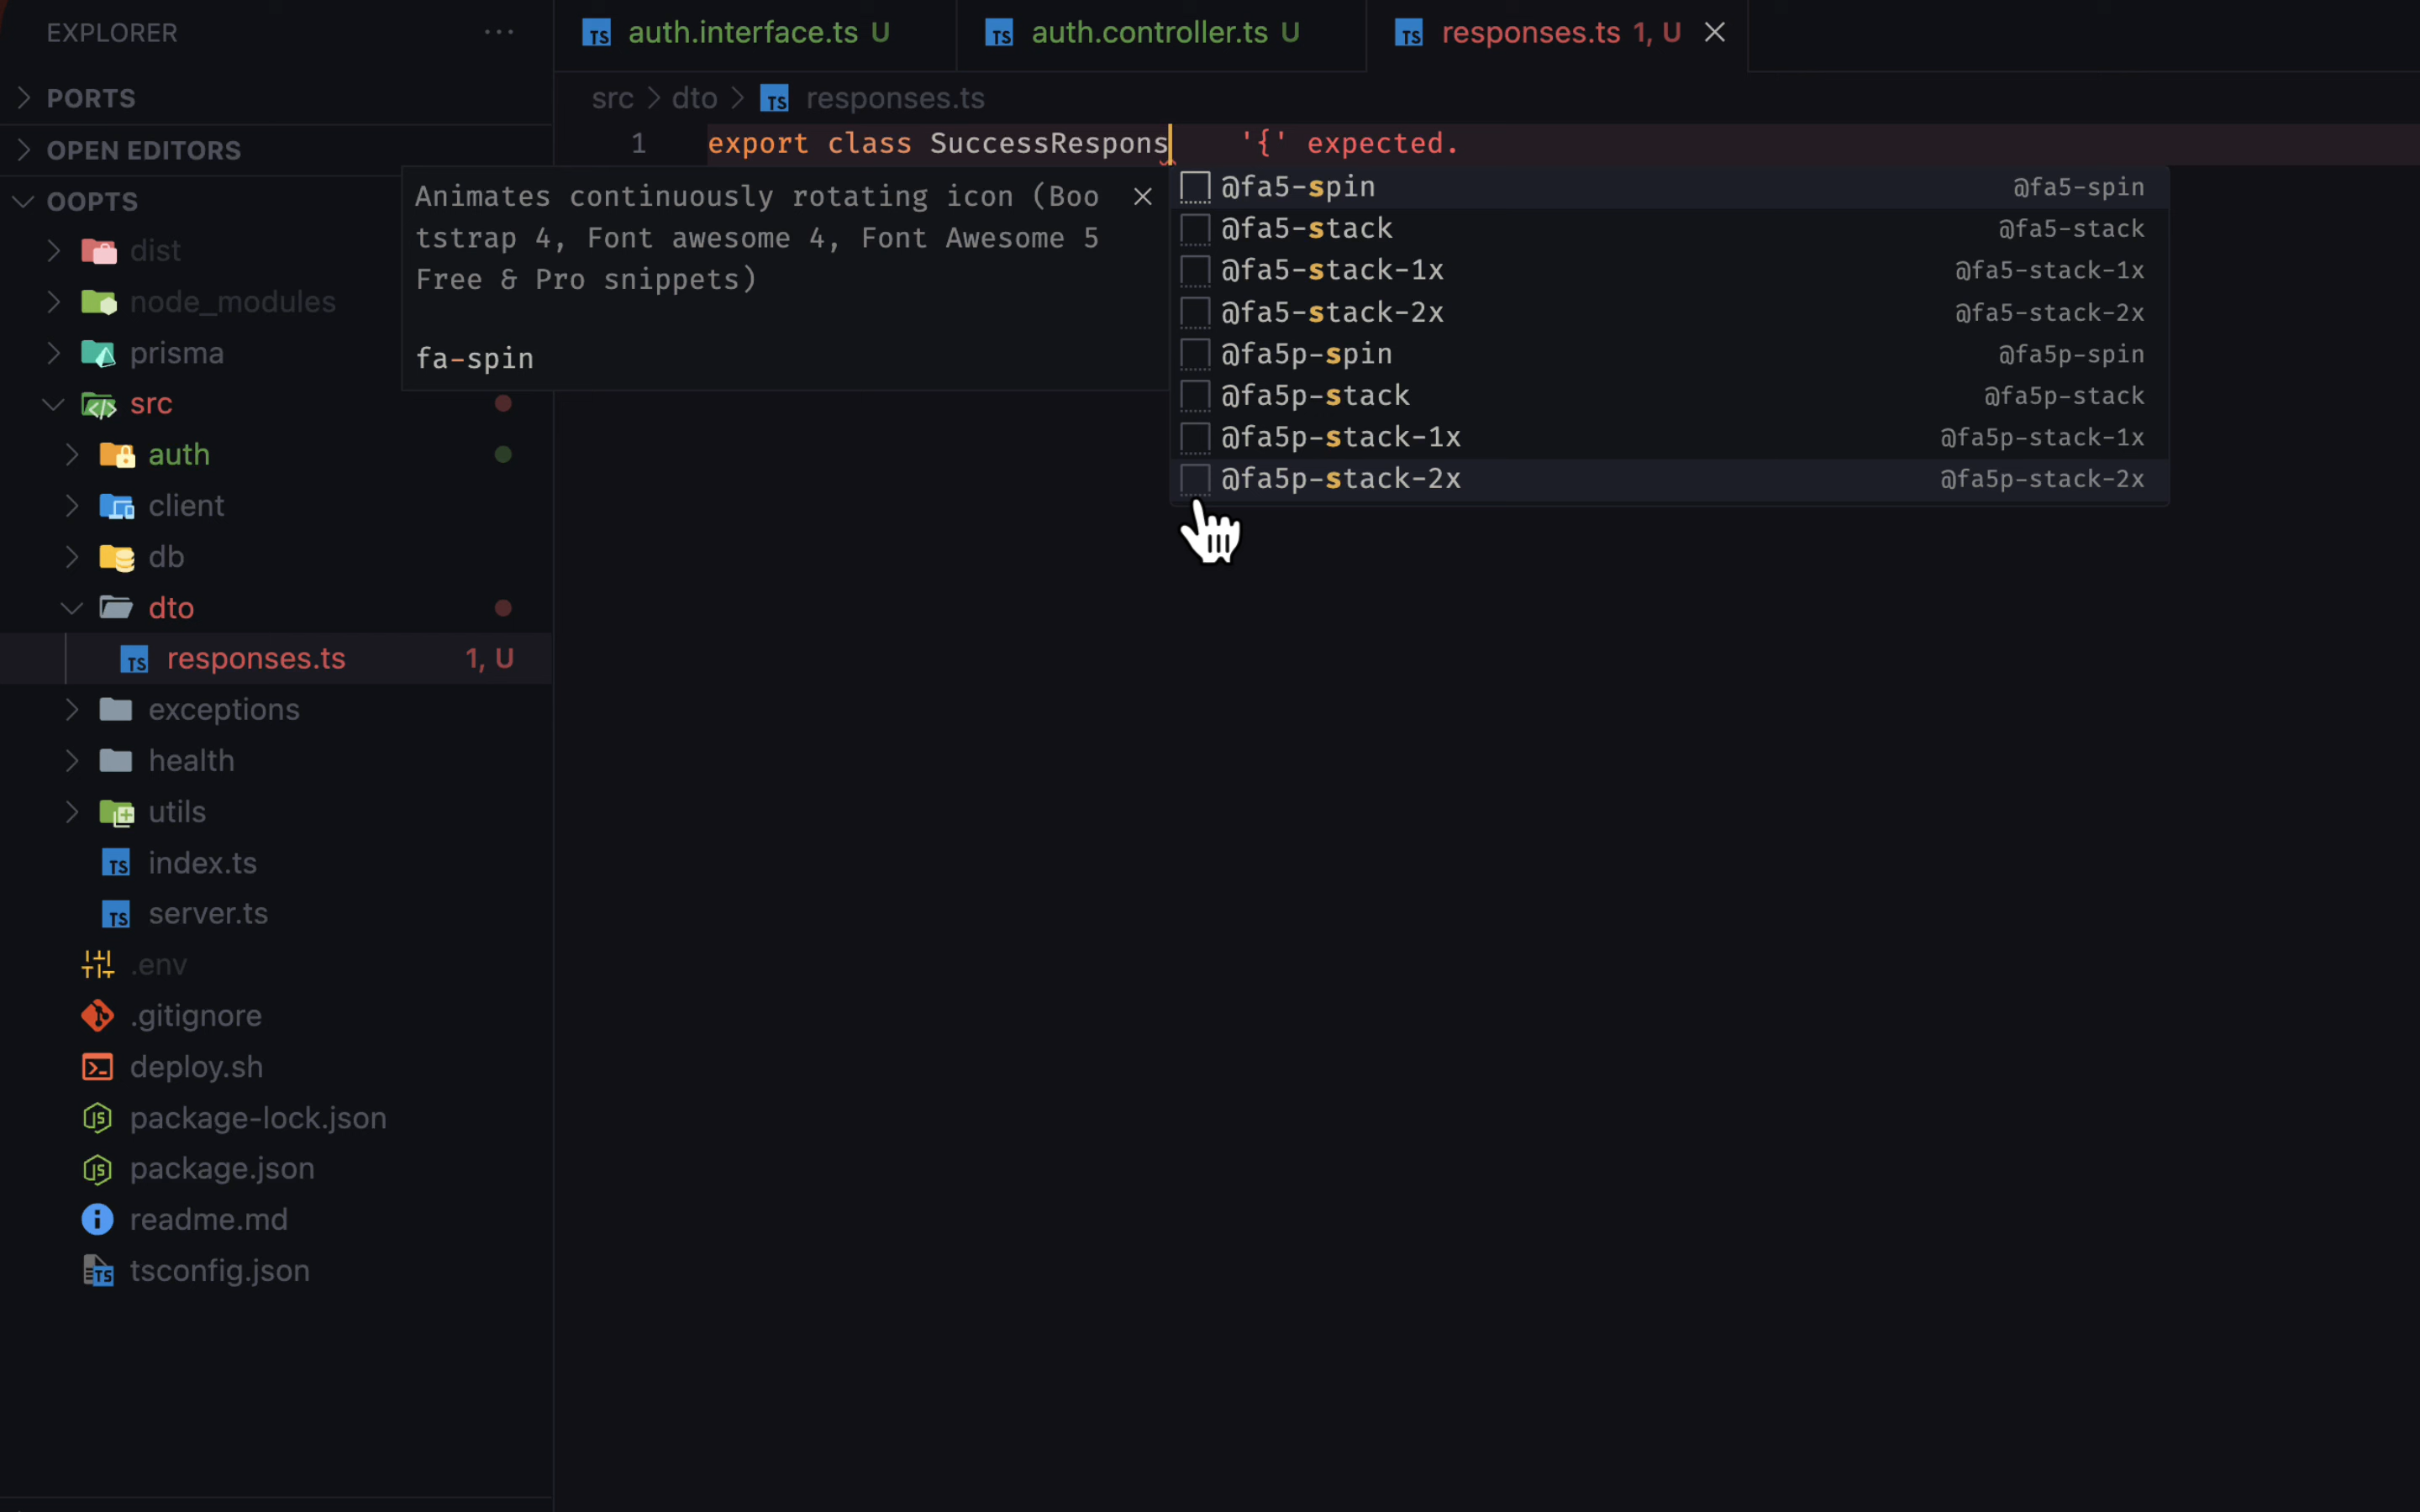 EXPLORER ···
PORTS
OPEN EDITORS
OOPTS
dist
node_modules
prisma
src
auth
client
db
dto
responses.ts 1, U
exceptions
health
utils
index.ts
server.ts
.env
.gitignore
deploy.sh
package-lock.json
package.json
readme.md
tsconfig.json
auth.interface.ts U
auth.controller.ts U
responses.ts 1, U
src > dto > responses.ts
1 export class SuccessRespons '{' expected.
Animates continuously rotating icon (Boo
tstrap 4, Font awesome 4, Font Awesome 5
Free & Pro snippets)
fa-spin
@fa5-spin @fa5-spin
@fa5-stack @fa5-stack
@fa5-stack-1x @fa5-stack-1x
@fa5-stack-2x @fa5-stack-2x
@fa5p-spin @fa5p-spin
@fa5p-stack @fa5p-stack
@fa5p-stack-1x @fa5p-stack-1x
@fa5p-stack-2x @fa5p-stack-2x